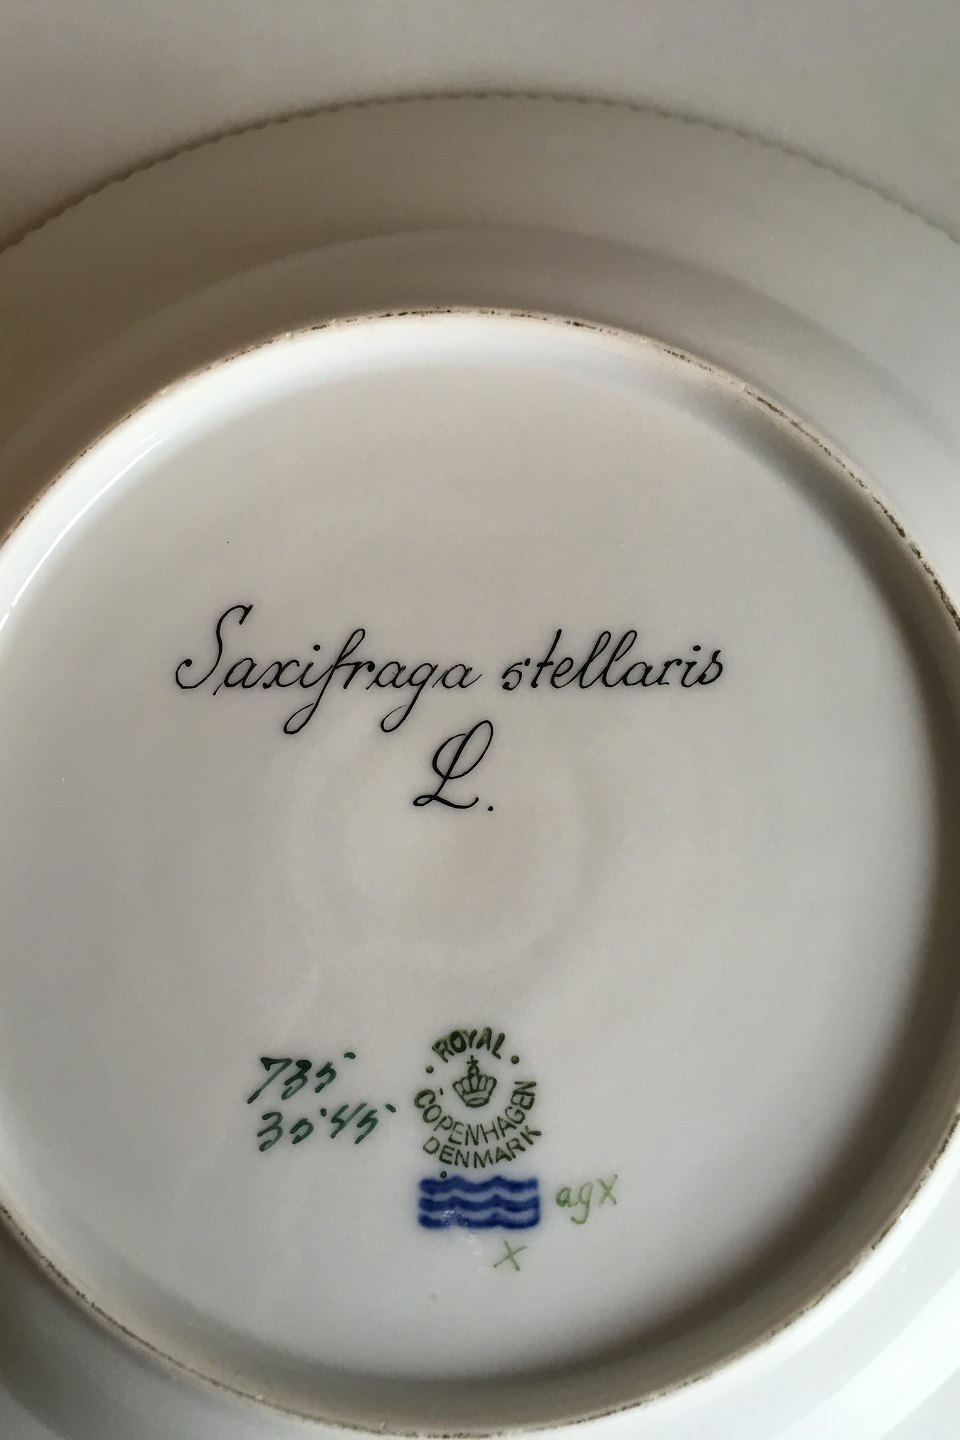 Saxifraga stellaris
L.
735
3545
ROYAL
COPENHAGEN
DENMARK
agx
x